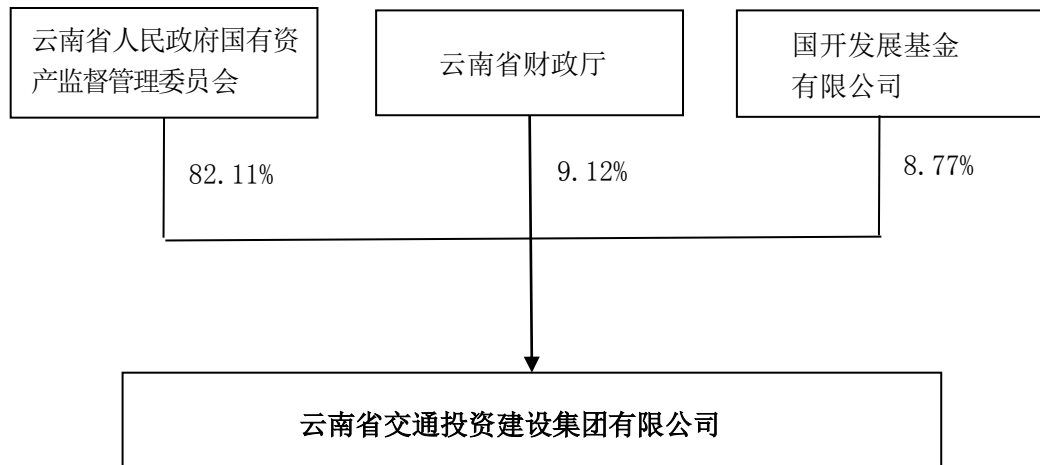 云南省人民政府国有资
产监督管理委员会
云南省财政厅
国开发展基金
有限公司
82.11%
9.12%
8.77%
云南省交通投资建设集团有限公司